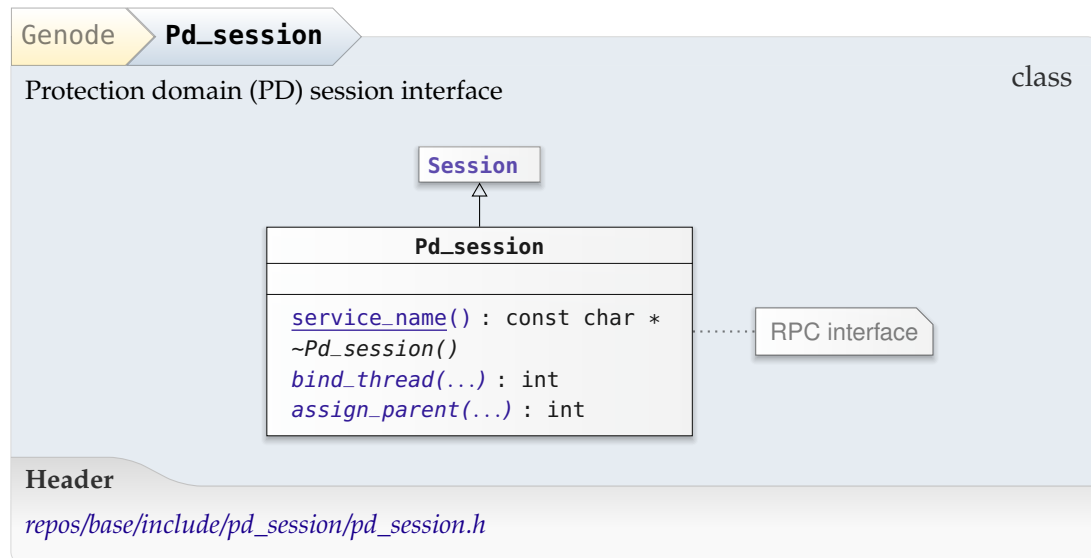 Genode Pd_session
class
Protection domain (PD) session interface
Session
Pd_session
service_name() : const char *
~Pd_session()
bind_thread(...) : int
assign_parent(...) : int
RPC interface
Header
repos/base/include/pd_session/pd_session.h